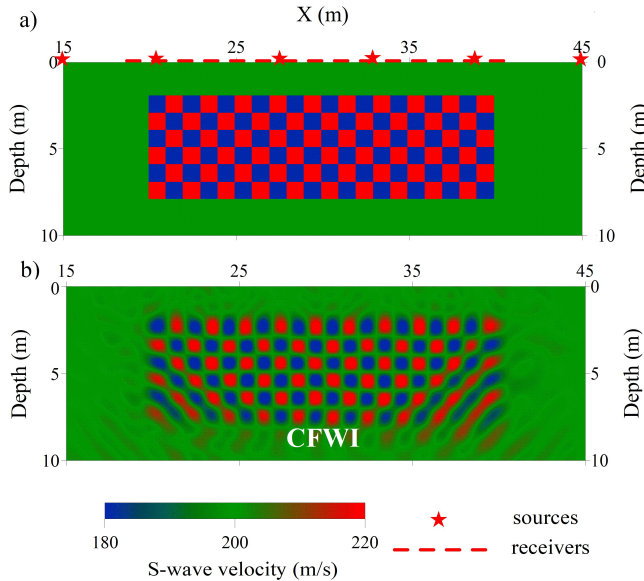 X (m)
a)
15 25 35 45
0
5
10
Depth (m)
0
5
10
Depth (m)
b)
15 25 35 45
0
5
10
Depth (m)
0
5
10
Depth (m)
CFWI
180 200 220
S-wave velocity (m/s)
sources
receivers